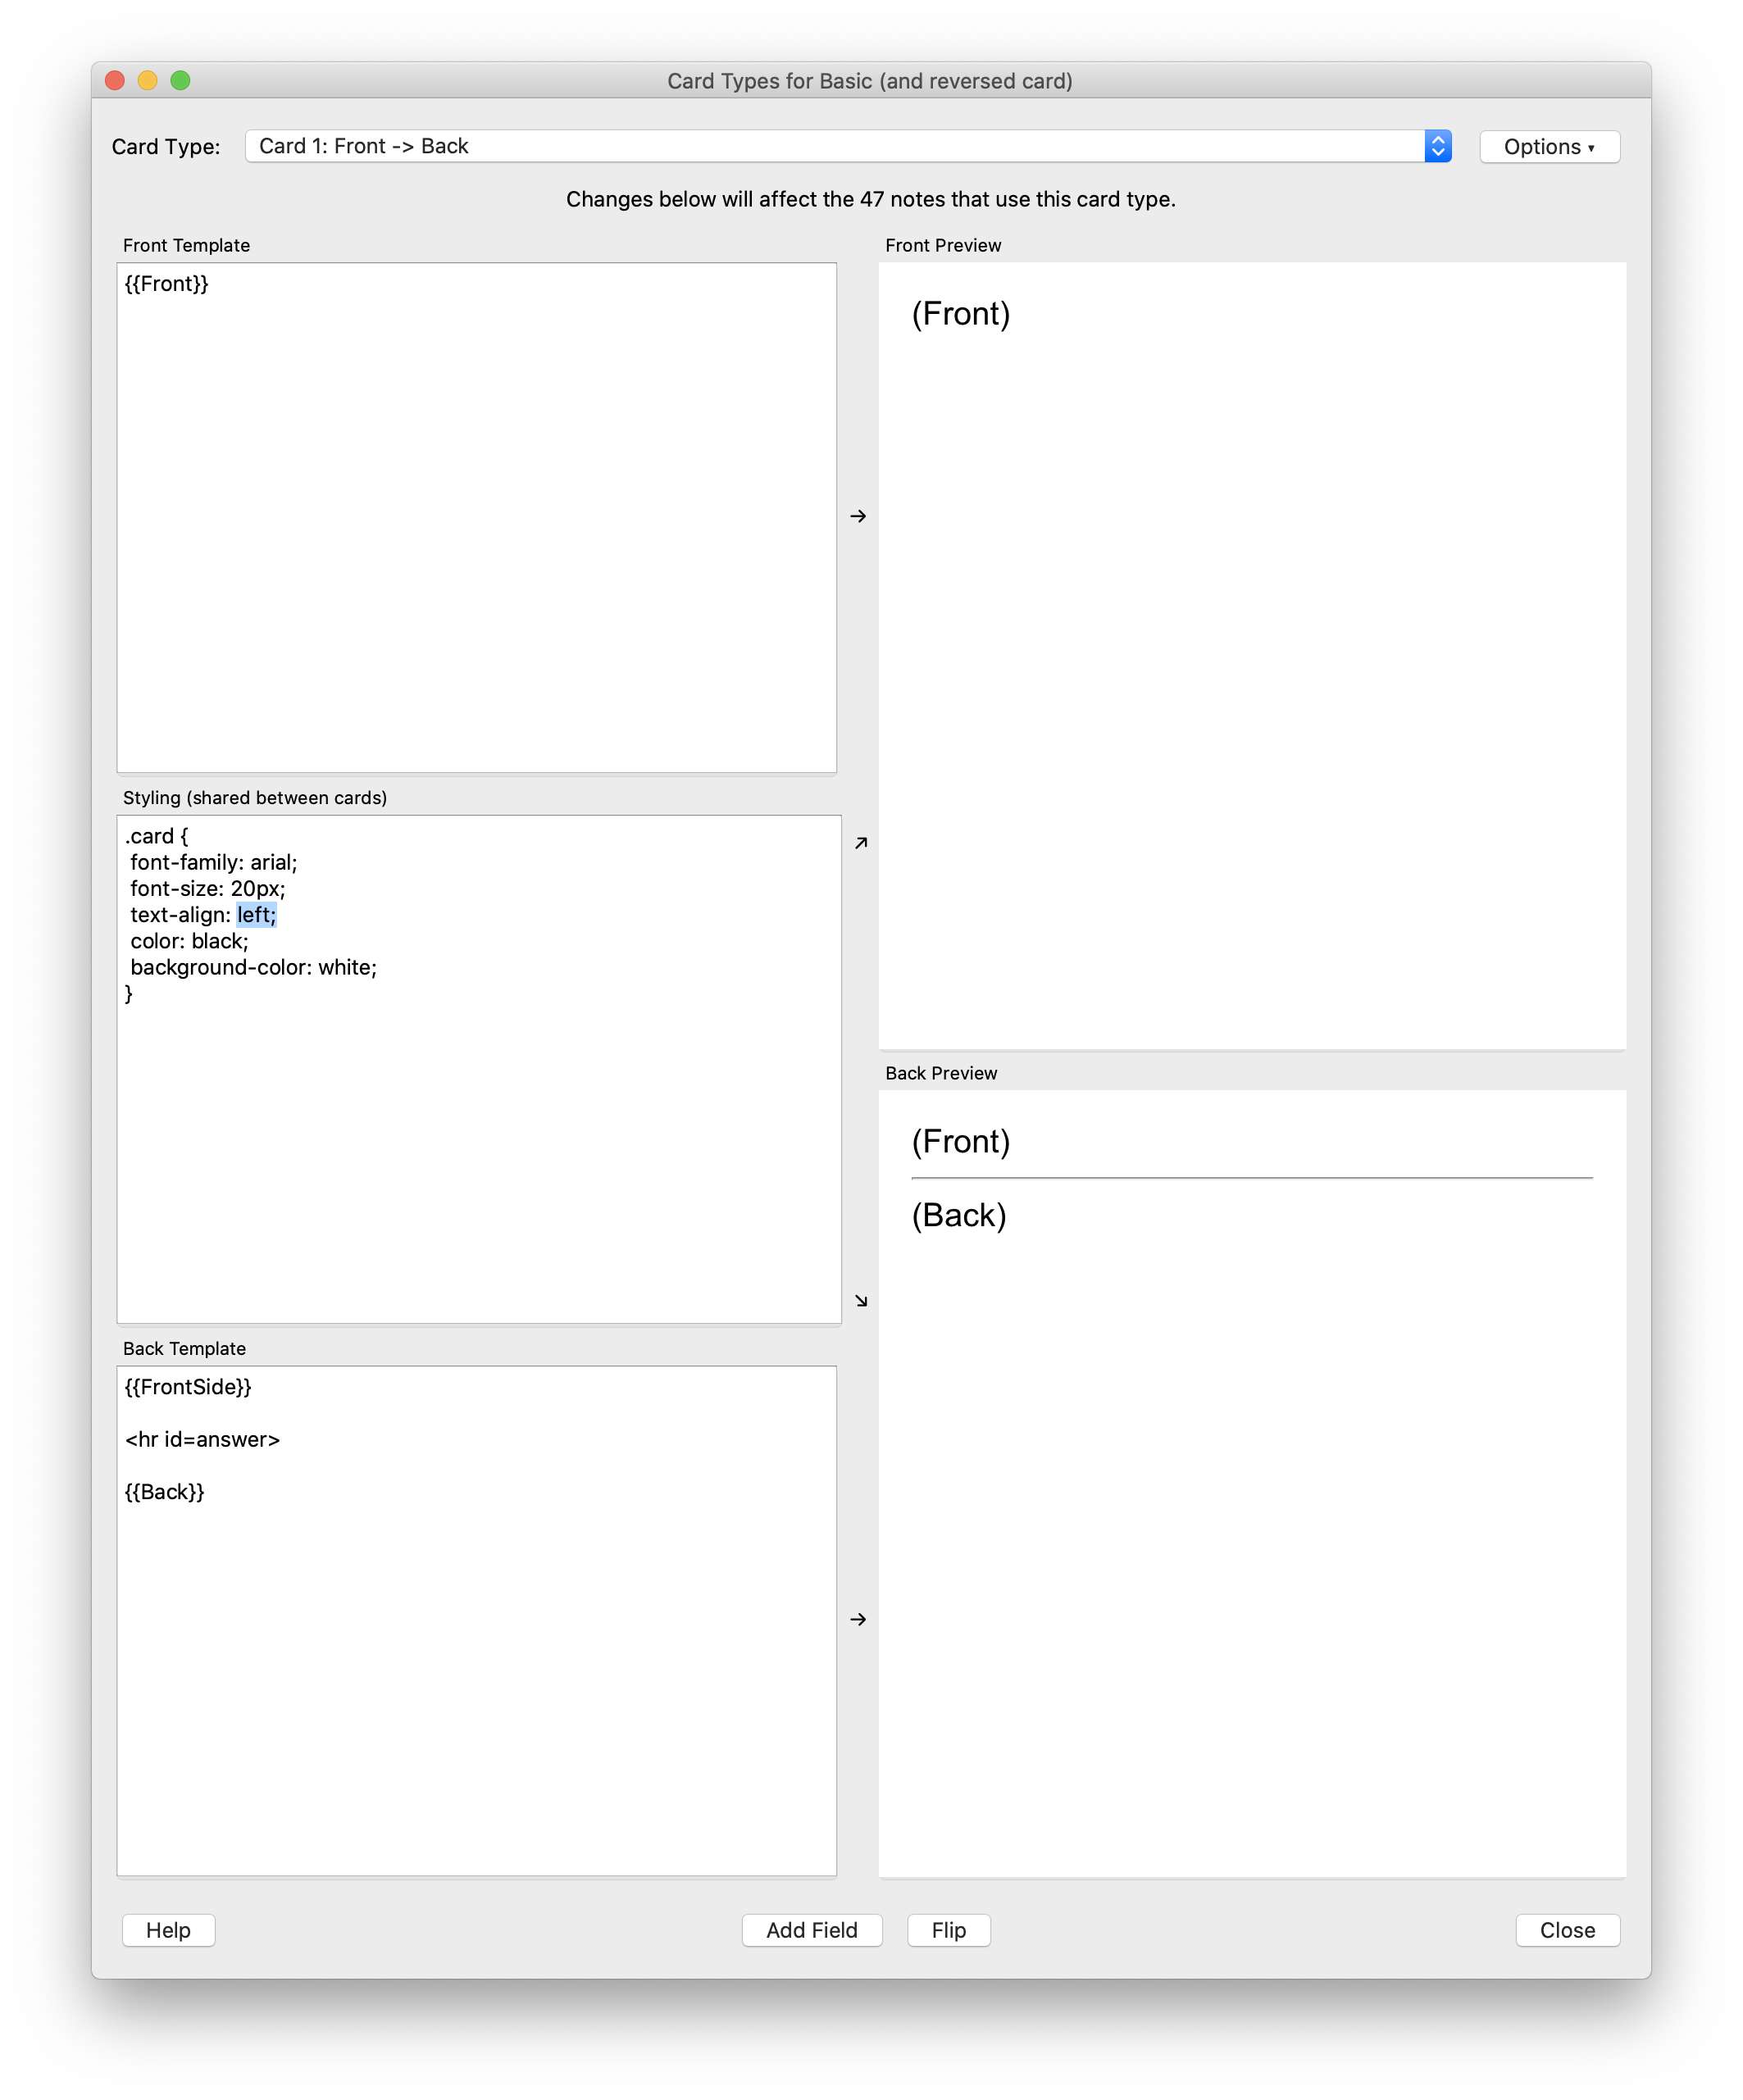 Card Types for Basic (and reversed card)
Card Type: Card 1: Front -> Back Options ▾
Changes below will affect the 47 notes that use this card type.
Front Template
{{Front}}
Styling (shared between cards)
.card {
font-family: arial;
font-size: 20px;
text-align: left;
color: black;
background-color: white;
}
Back Template
{{FrontSide}}
<hr id=answer>
{{Back}}
Front Preview
(Front)
Back Preview
(Front)
(Back)
Help Add Field Flip Close